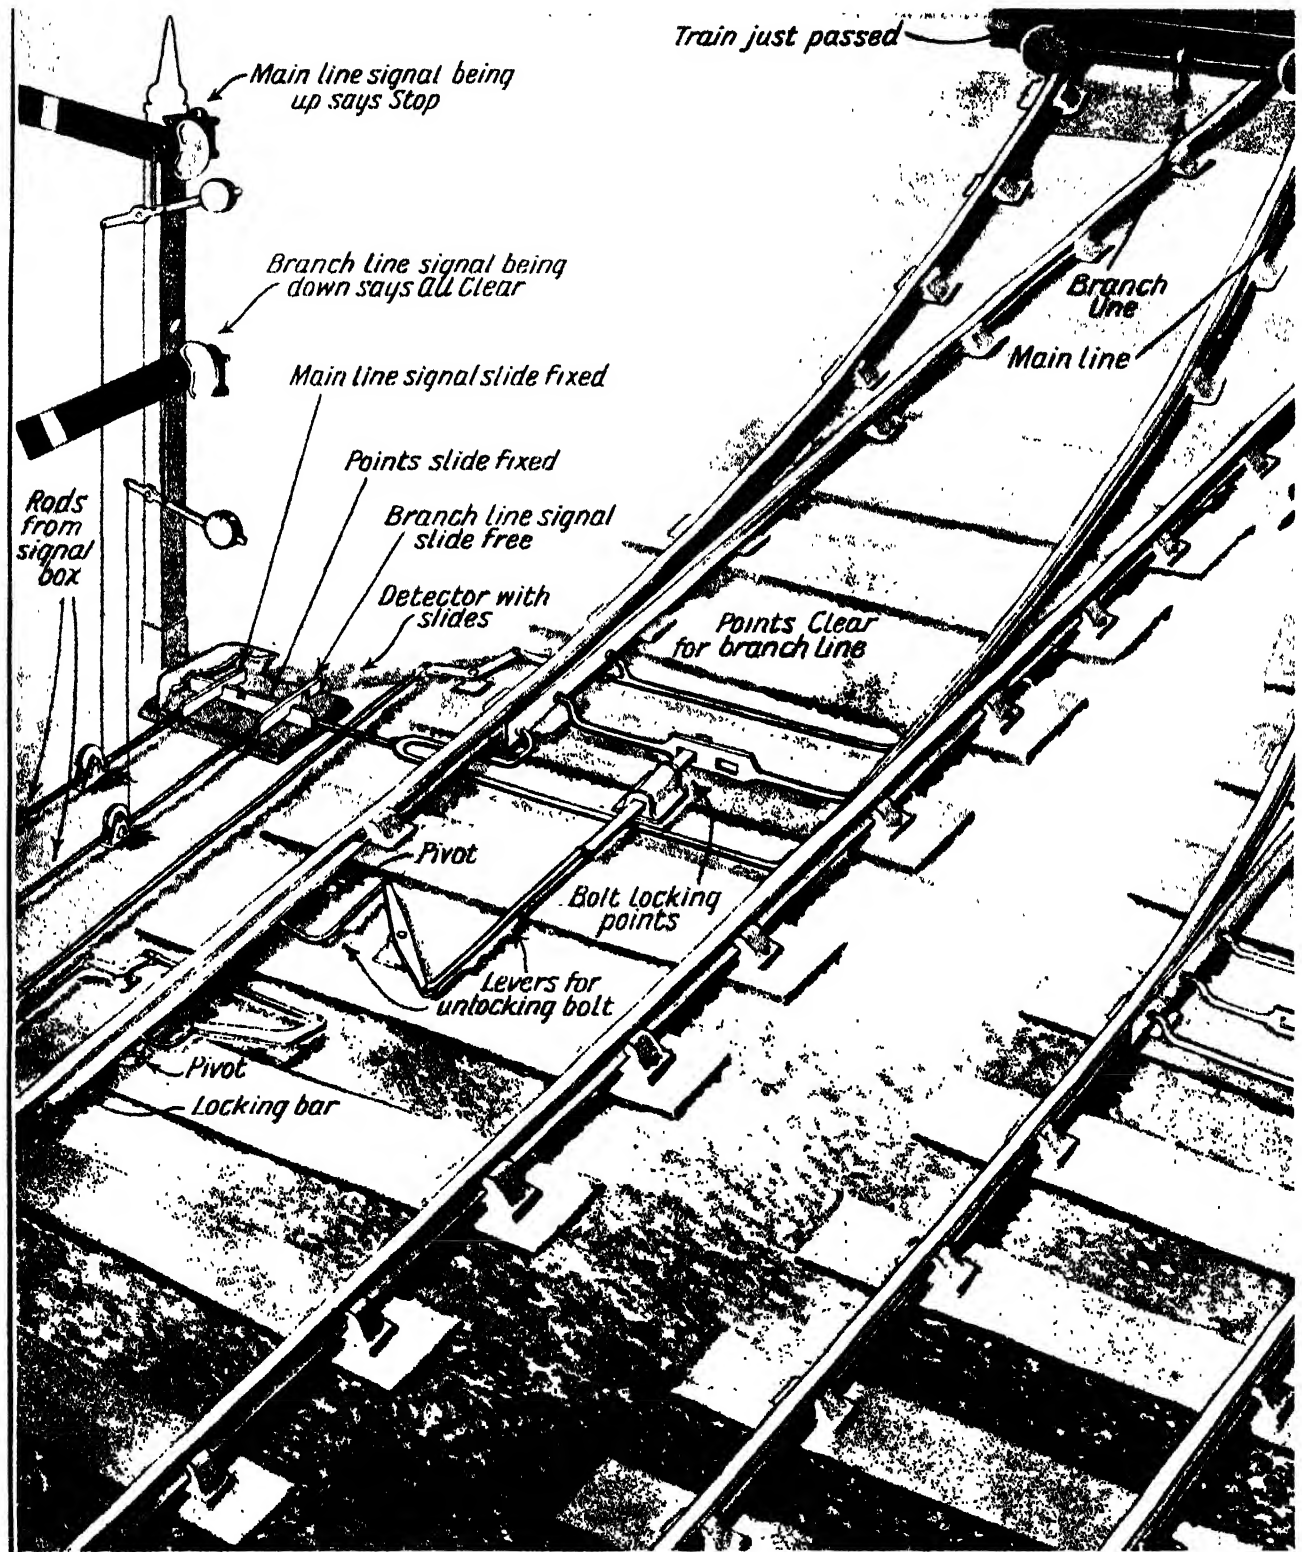 Train just passed
Main line signal being
up says Stop
Branch line signal being
down says all Clear
Branch
line
Main line
Main line signal slide fixed
Points slide fixed
Branch line signal
slide free
Rods
from
signal
box
Detector with
slides
Points Clear
for branch line
Pivot
Bolt locking
points
Levers for
unlocking bolt
Pivot
Locking bar